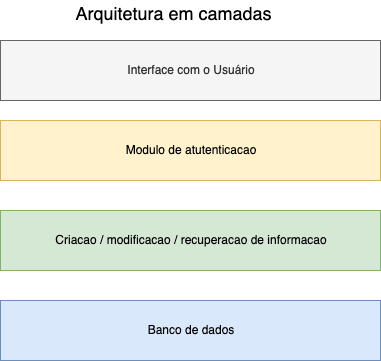 Arquitetura em camadas
Interface com o Usuário
Modulo de atutenticacao
Criacao / modificacao / recuperacao de informacao
Banco de dados